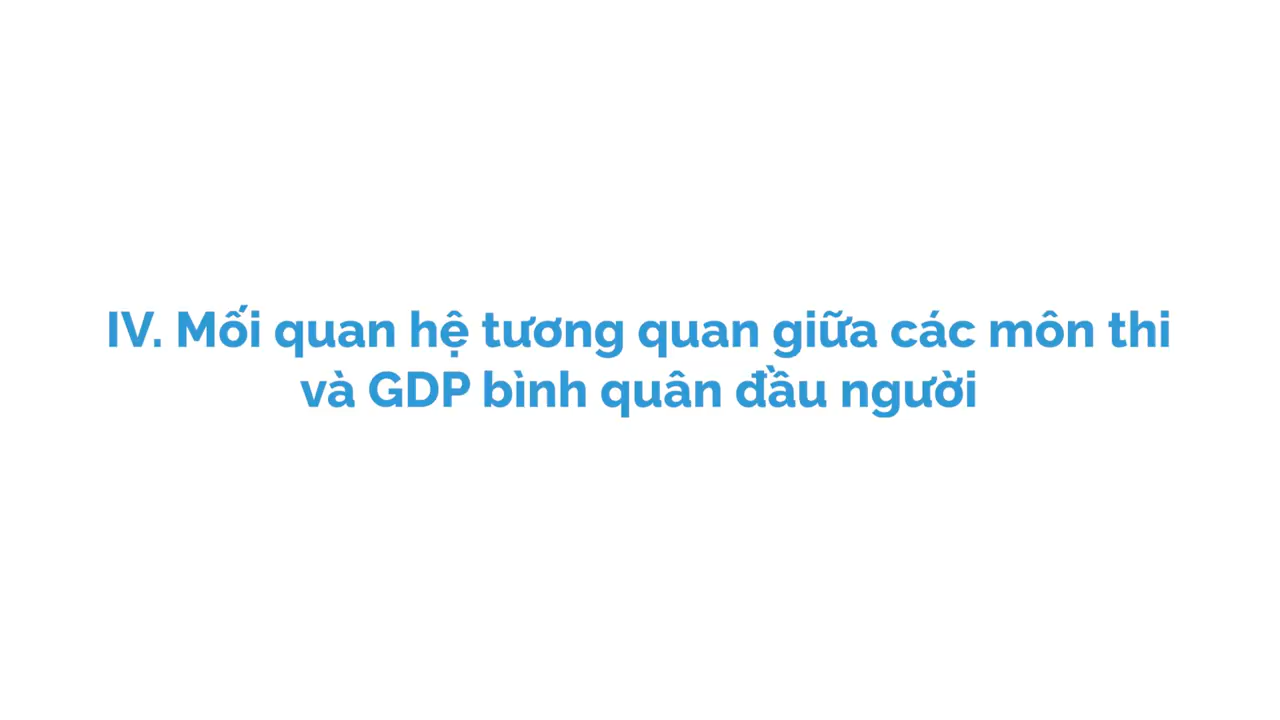 IV. Mối quan hệ tương quan giữa các môn thi
và GDP bình quân đầu người